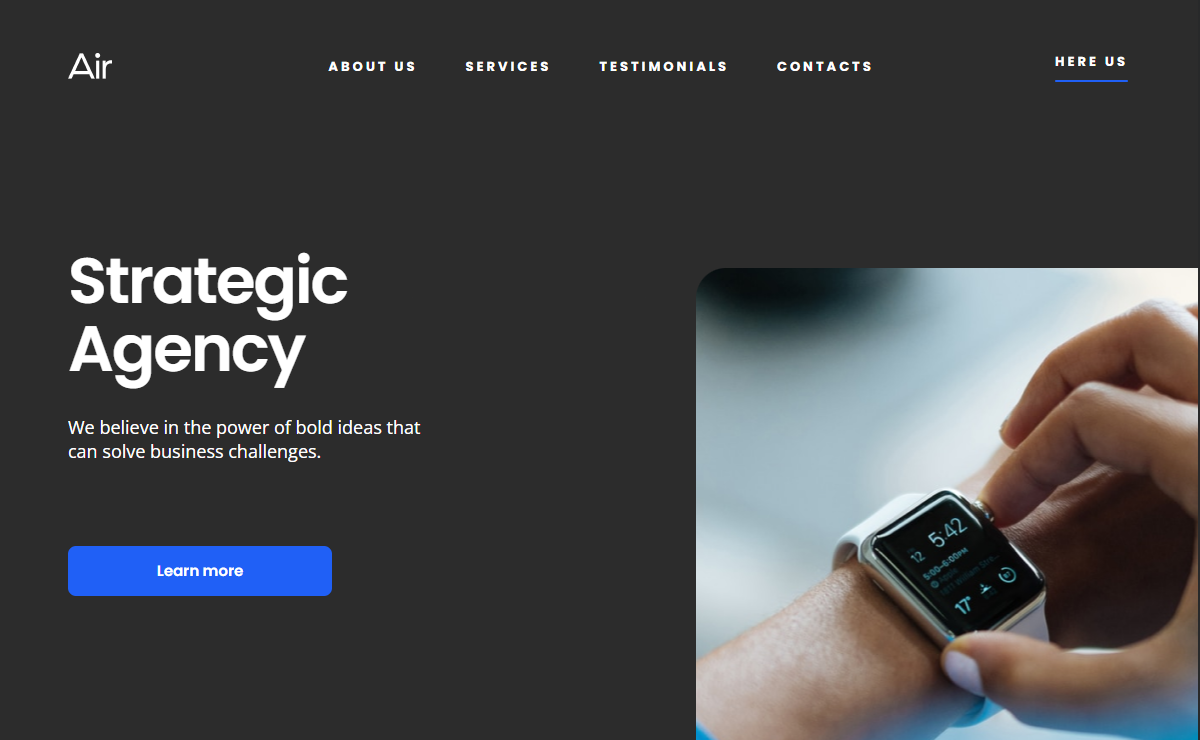 Air
ABOUT US
SERVICES
TESTIMONIALS
CONTACTS
HERE US
Strategic
Agency
We believe in the power of bold ideas that
can solve business challenges.
Learn more
5:42
12
5:00–6:00PM
17°